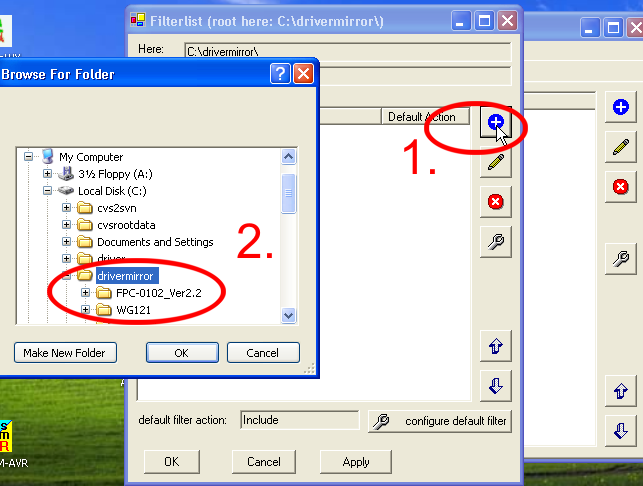 Filterlist (root here: C:\drivermirror\)
Here:
C:\drivermirror\
Browse For Folder
Default Action
1.
My Computer
3½ Floppy (A:)
Local Disk (C:)
cvs2svn
cvsrootdata
Documents and Settings
driver
2.
drivermirror
FPC-0102_Ver2.2
WG121
Make New Folder
OK
Cancel
default filter action:
Include
configure default filter
OK
Cancel
Apply
M-AVR